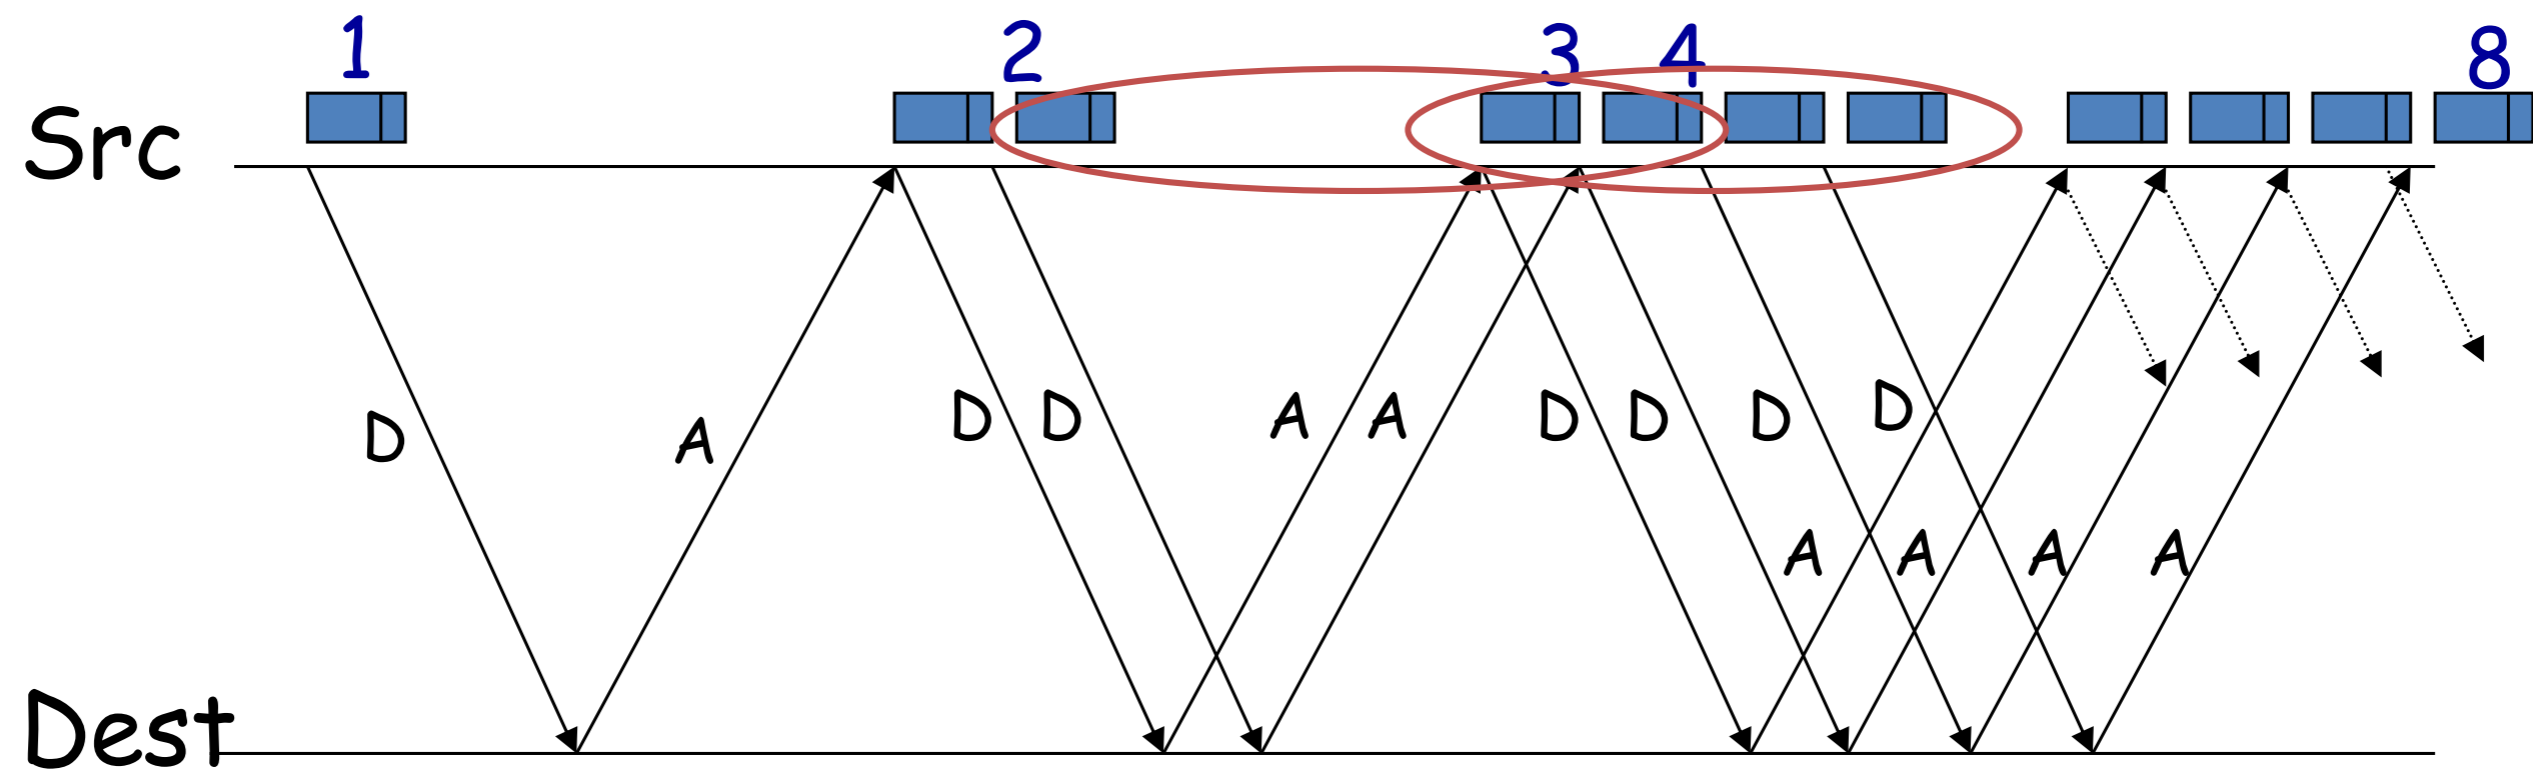 1 2 3 4 8
Src
D A D D A A D D D D
A A A A
Dest